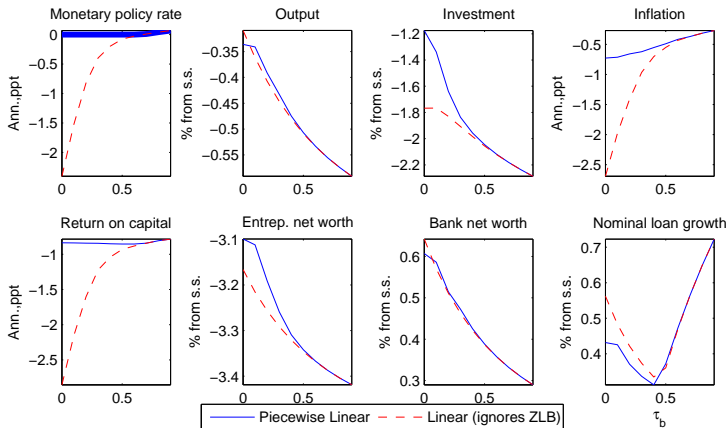 Monetary policy rate
Output
Investment
Inflation
Ann.,ppt
0
−0.5
−1
−1.5
−2
0 0.5
% from s.s.
−0.35
−0.4
−0.45
−0.5
−0.55
0 0.5
% from s.s.
−1.2
−1.4
−1.6
−1.8
−2
−2.2
0 0.5
Ann.,ppt
−0.5
−1
−1.5
−2
−2.5
0 0.5
Return on capital
Entrep. net worth
Bank net worth
Nominal loan growth
Ann.,ppt
−1
−1.5
−2
−2.5
0 0.5
% from s.s.
−3.1
−3.2
−3.3
−3.4
0 0.5
% from s.s.
0.6
0.5
0.4
0.3
0 0.5
% from s.s.
0.7
0.6
0.5
0.4
0 0.5
τb
Piecewise Linear
Linear (ignores ZLB)